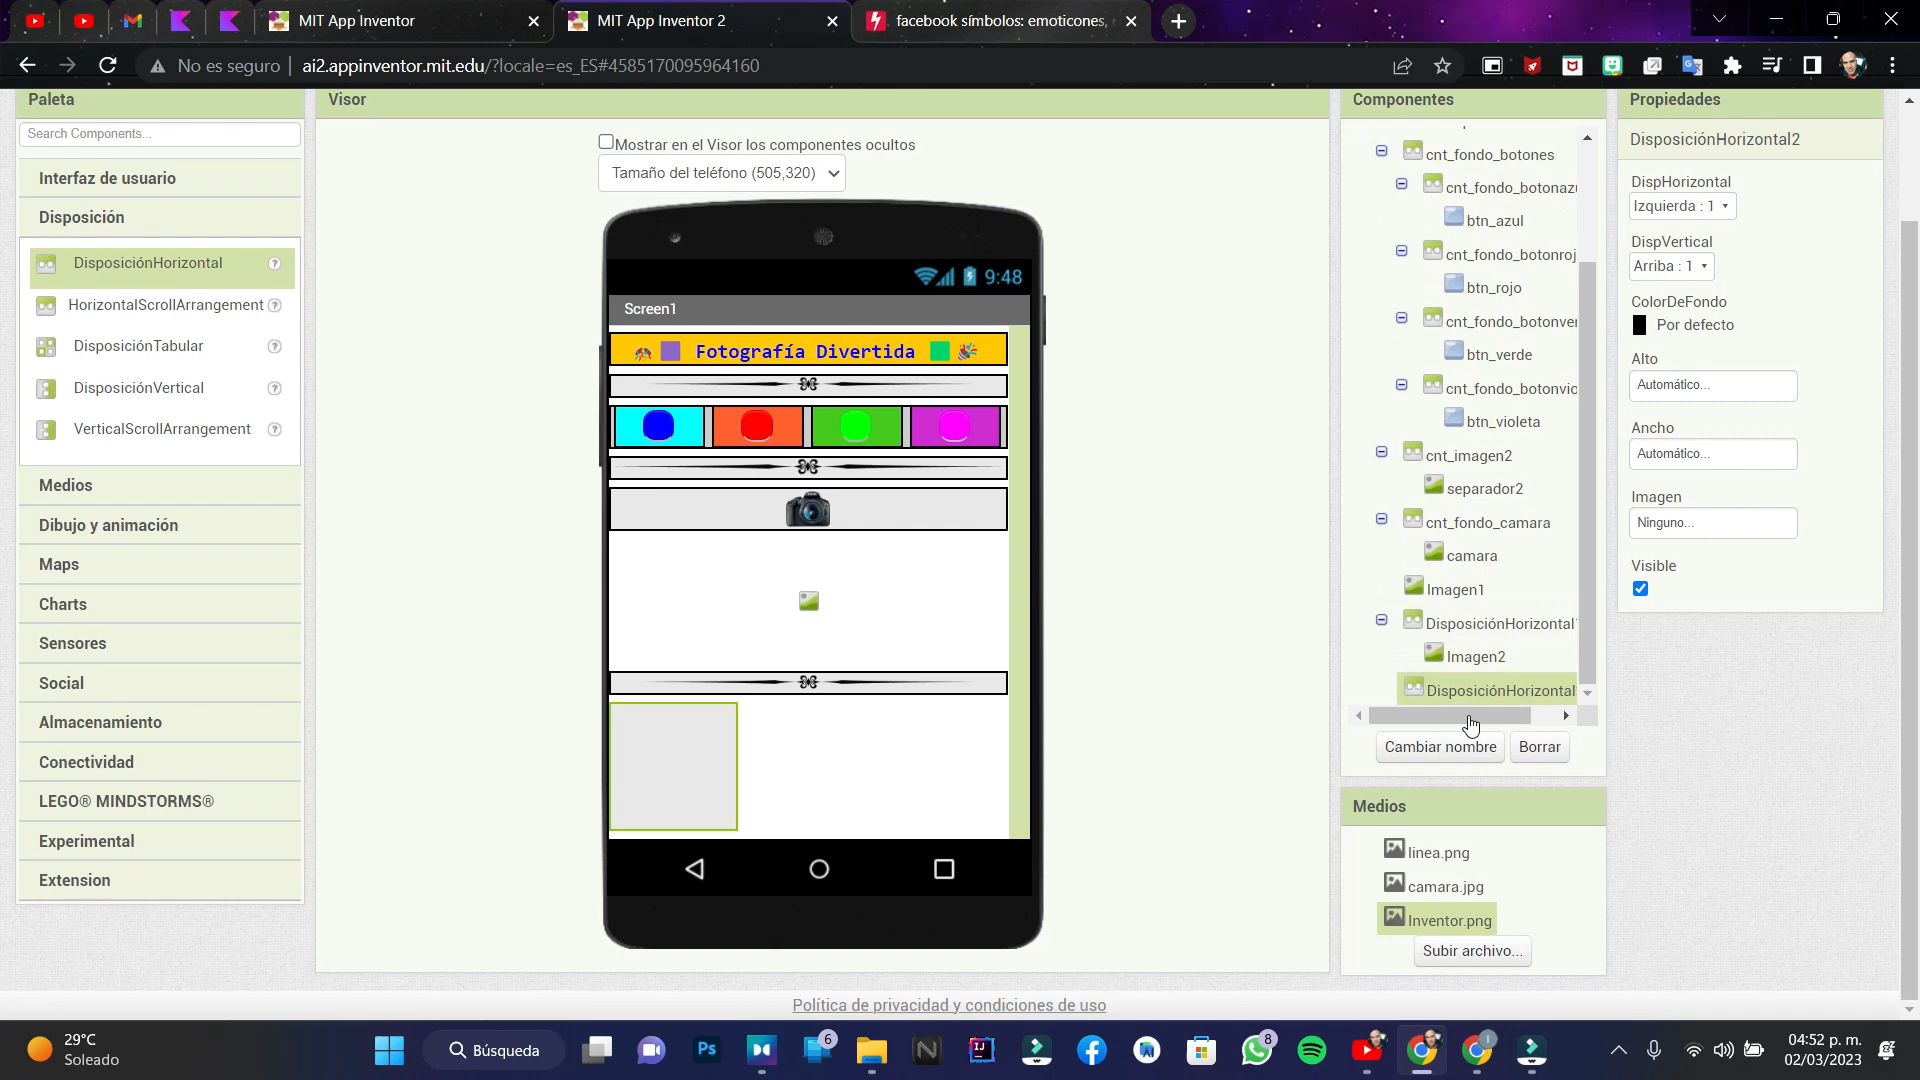 MIT App Inventor
MIT App Inventor 2
facebook símbolos: emoticones,
No es seguro
ai2.appinventor.mit.edu/?locale=es_ES#4585170095964160
Paleta
Search Components...
Interfaz de usuario
Disposición
DisposiciónHorizontal
HorizontalScrollArrangement
DisposiciónTabular
DisposiciónVertical
VerticalScrollArrangement
Medios
Dibujo y animación
Maps
Charts
Sensores
Social
Almacenamiento
Conectividad
LEGO® MINDSTORMS®
Experimental
Extension
Visor
Mostrar en el Visor los componentes ocultos
Tamaño del teléfono (505,320)
9:48
Screen1
Fotografía Divertida
Componentes
cnt_fondo_botones
cnt_fondo_botonazu
btn_azul
cnt_fondo_botonroj
btn_rojo
cnt_fondo_botonver
btn_verde
cnt_fondo_botonvio
btn_violeta
cnt_imagen2
separador2
cnt_fondo_camara
camara
Imagen1
DisposiciónHorizontal1
Imagen2
DisposiciónHorizontal
Cambiar nombre
Borrar
Medios
linea.png
camara.jpg
Inventor.png
Subir archivo...
Propiedades
DisposiciónHorizontal2
DispHorizontal
Izquierda : 1
DispVertical
Arriba : 1
ColorDeFondo
Por defecto
Alto
Automático...
Ancho
Automático...
Imagen
Ninguno...
Visible
Política de privacidad y condiciones de uso
29°C
Soleado
Búsqueda
Ps
6
N
IJ
8
04:52 p. m.
02/03/2023